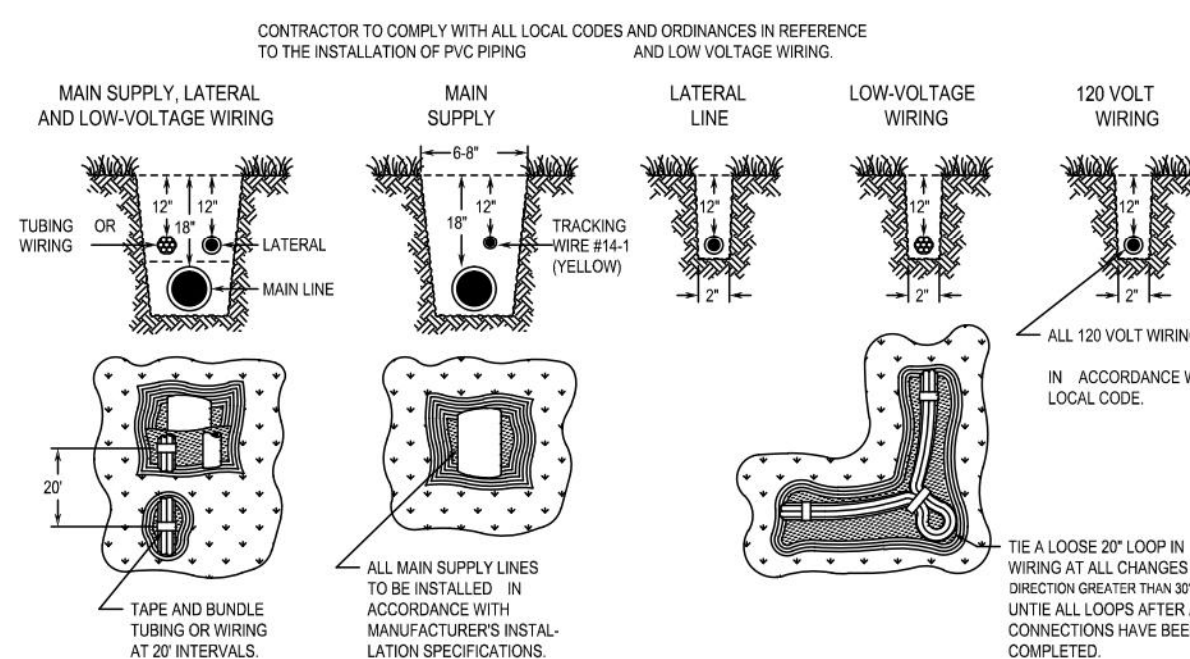 CONTRACTOR TO COMPLY WITH ALL LOCAL CODES AND ORDINANCES IN REFERENCE
TO THE INSTALLATION OF PVC PIPING AND LOW VOLTAGE WIRING.
MAIN SUPPLY, LATERAL
AND LOW-VOLTAGE WIRING
12"
18"
12"
TUBING OR
WIRING
LATERAL
MAIN LINE
20'
TAPE AND BUNDLE
TUBING OR WIRING
AT 20' INTERVALS.
MAIN
SUPPLY
6-8"
18"
12"
TRACKING
WIRE #14-1
(YELLOW)
ALL MAIN SUPPLY LINES
TO BE INSTALLED IN
ACCORDANCE WITH
MANUFACTURER'S INSTAL-
LATION SPECIFICATIONS.
LATERAL
LINE
12"
2"
LOW-VOLTAGE
WIRING
12"
2"
TIE A LOOSE 20" LOOP IN
WIRING AT ALL CHANGES
DIRECTION GREATER THAN 30°
UNTIE ALL LOOPS AFTER
CONNECTIONS HAVE BEE
COMPLETED.
120 VOLT
WIRING
12"
2"
ALL 120 VOLT WIRING
IN ACCORDANCE W
LOCAL CODE.